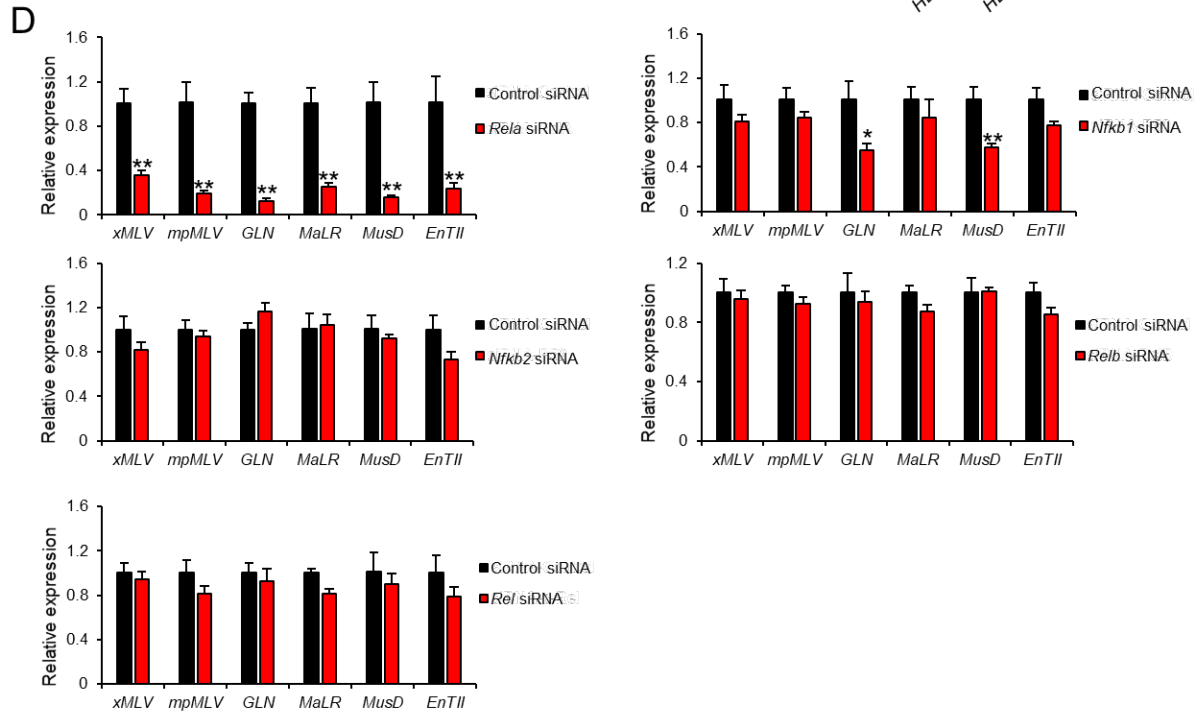 D
Relative expression
1.6
1.2
0.8
0.4
0
** ** ** ** ** **
xMLV mpMLV GLN MaLR MusD EnTII
Control siRNA
Rela siRNA
Relative expression
1.6
1.2
0.8
0.4
0
* **
xMLV mpMLV GLN MaLR MusD EnTII
Control siRNA
Nfkb1 siRNA
Relative expression
1.6
1.2
0.8
0.4
0
xMLV mpMLV GLN MaLR MusD EnTII
Control siRNA
Nfkb2 siRNA
Relative expression
1.2
0.8
0.4
0
xMLV mpMLV GLN MaLR MusD EnTII
Control siRNA
Relb siRNA
Relative expression
1.6
1.2
0.8
0.4
0
xMLV mpMLV GLN MaLR MusD EnTII
Control siRNA
Rel siRNA